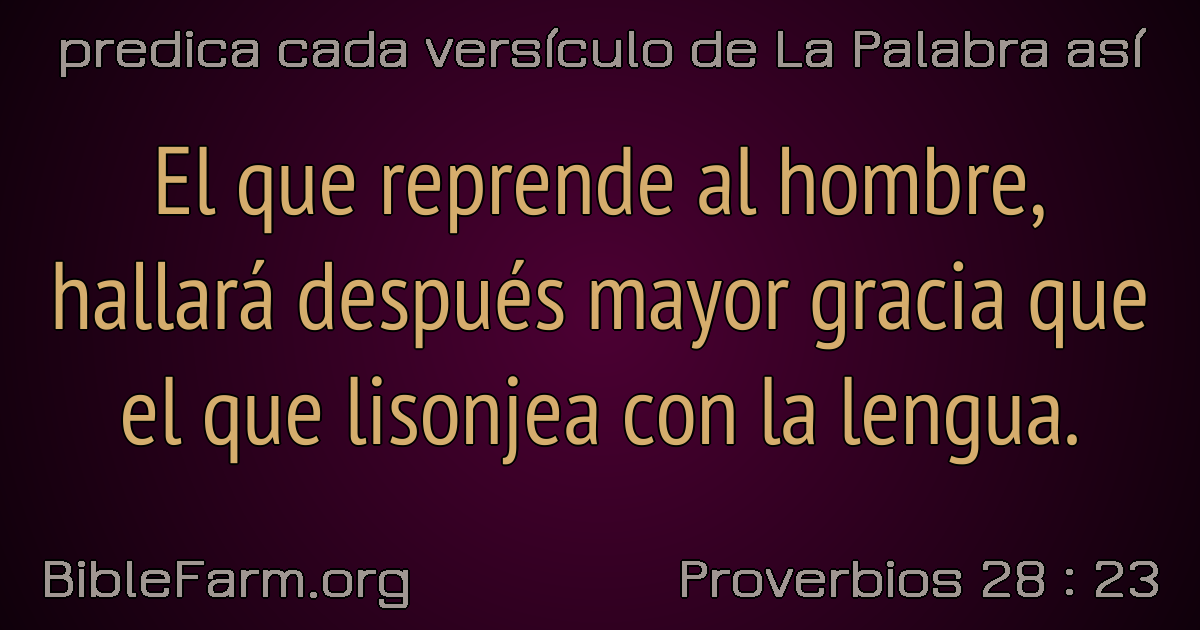 predica cada versículo de La Palabra así
El que reprende al hombre,
hallará después mayor gracia que
el que lisonjea con la lengua.
BibleFarm.org
Proverbios 28 : 23